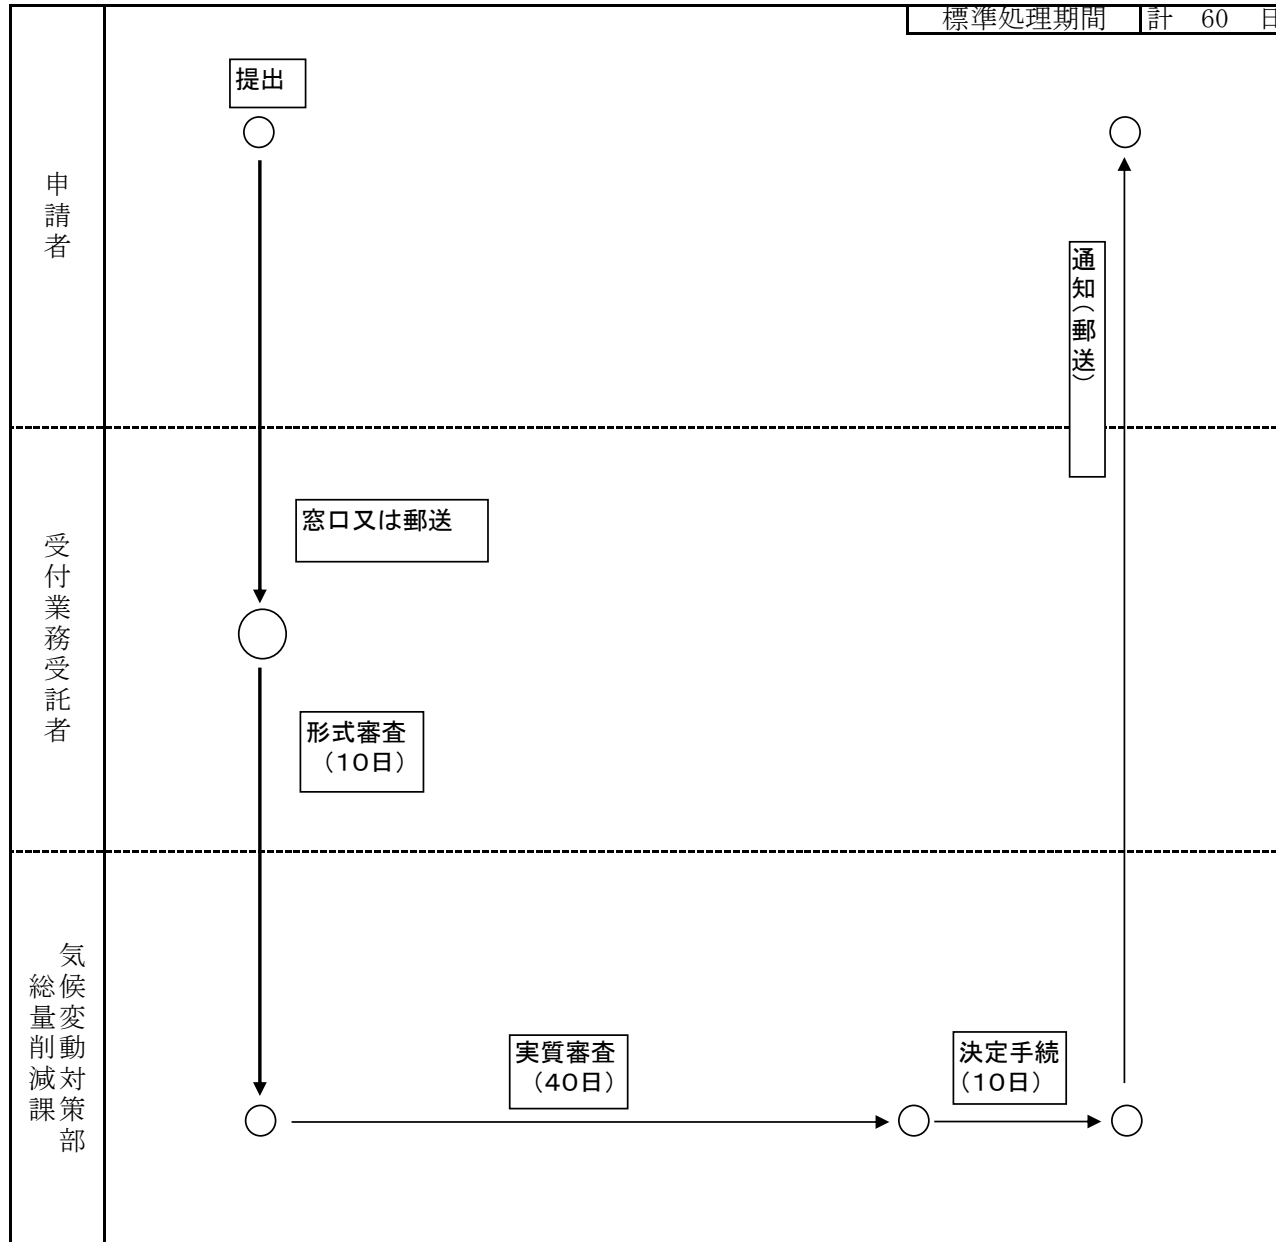 標準処理期間 計 60 日
提出
申請者
通知（郵送）
窓口又は郵送
受付業務受託者
形式審査
（10日）
気候変動対策部
総量削減課
実質審査
（40日）
決定手続
（10日）